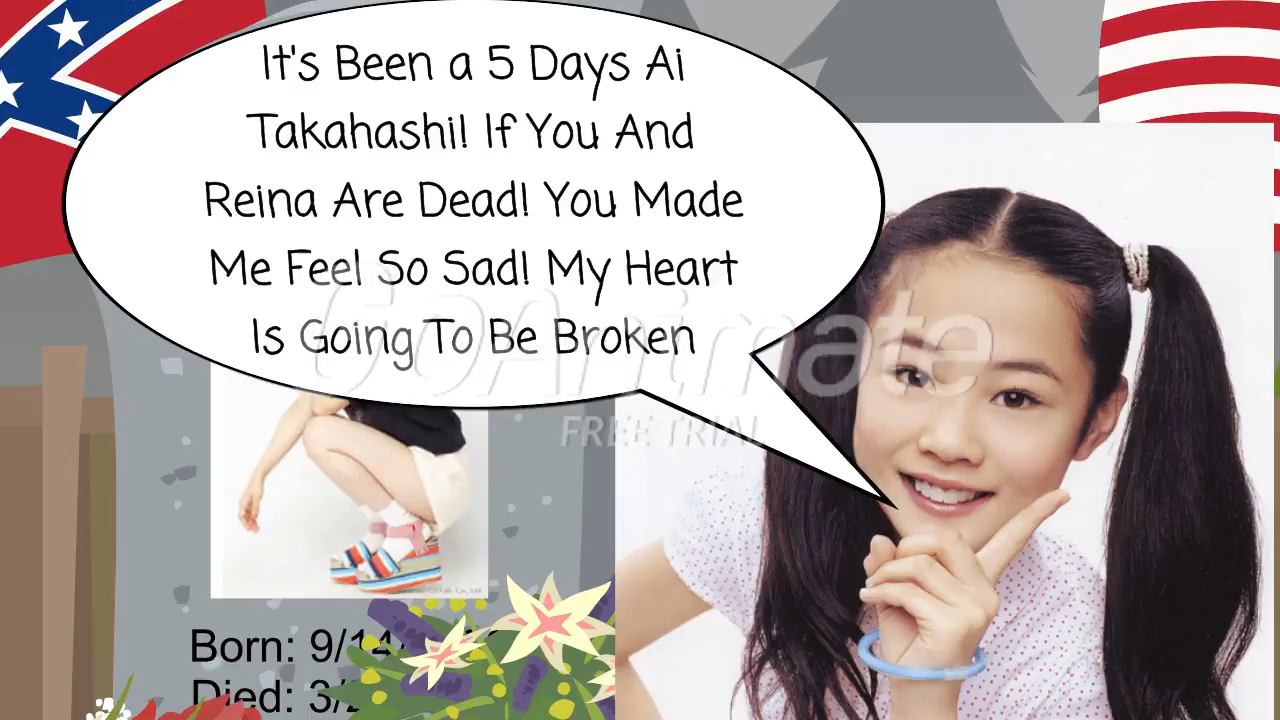 It's Been a 5 Days Ai
Takahashi! If You And
Reina Are Dead! You Made
Me Feel So Sad! My Heart
Is Going To Be Broken
GoAnimate
FREE TRIAL
Born: 9/14/
Died: 3/